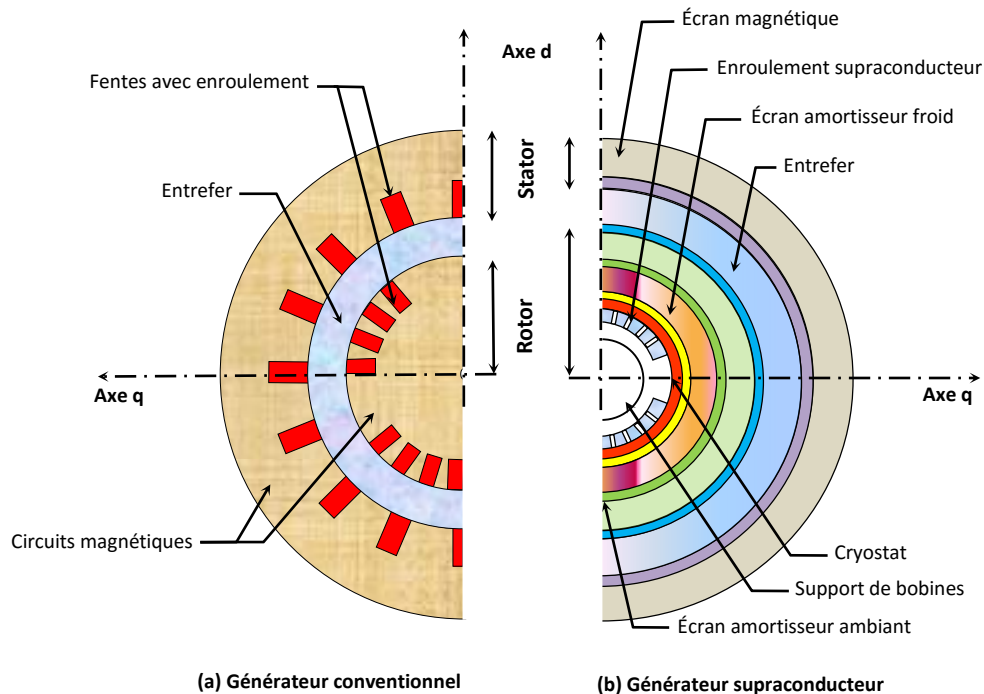 Écran magnétique
Axe d
Enroulement supraconducteur
Fentes avec enroulement
Écran amortisseur froid
Stator
Entrefer
Entrefer
Rotor
Axe q
Axe q
Circuits magnétiques
Cryostat
Support de bobines
Écran amortisseur ambiant
(a) Générateur conventionnel
(b) Générateur supraconducteur